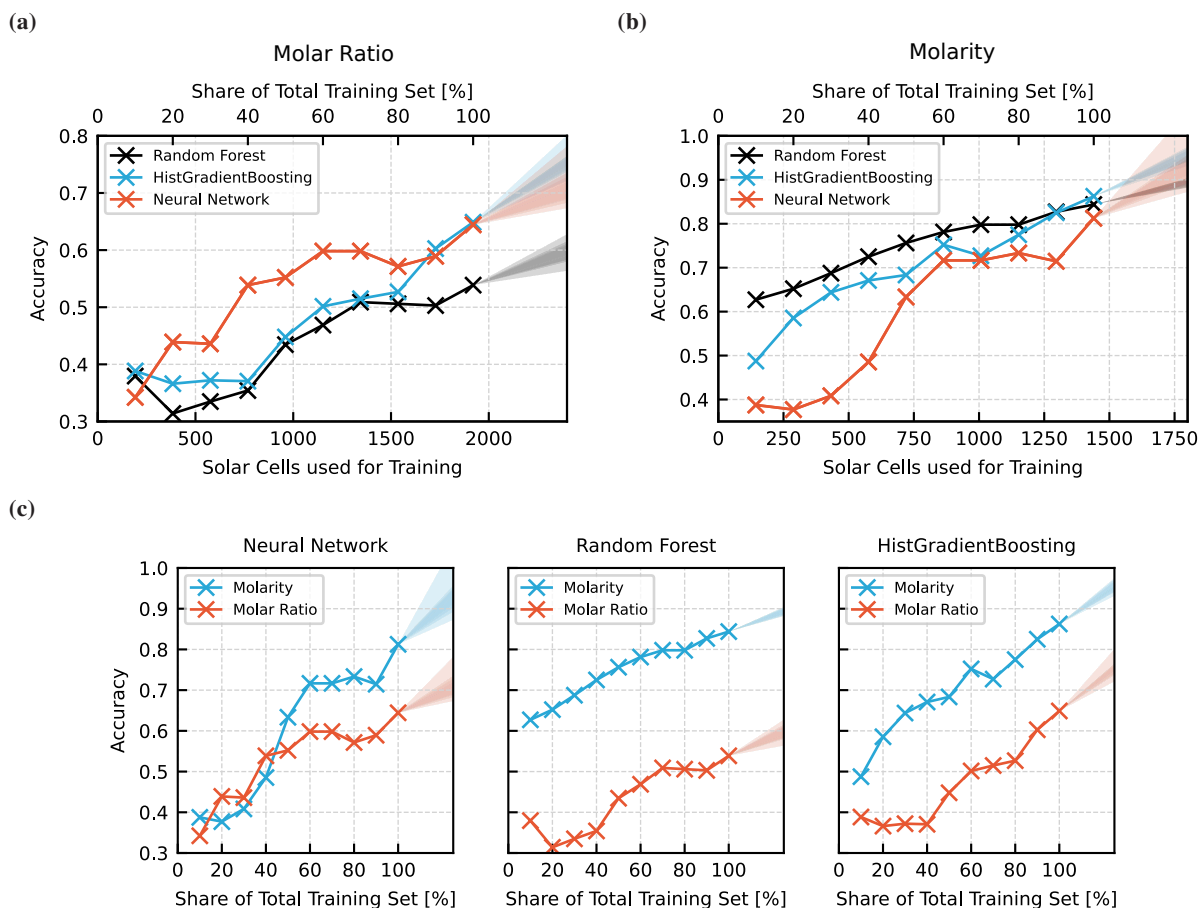 (a)
Molar Ratio
Share of Total Training Set [%]
0 20 40 60 80 100
0.8
0.7
0.6
0.5
0.4
0.3
Accuracy
Random Forest
HistGradientBoosting
Neural Network
0 500 1000 1500 2000
Solar Cells used for Training
(b)
Molarity
Share of Total Training Set [%]
0 20 40 60 80 100
1.0
0.9
0.8
0.7
0.6
0.5
0.4
Accuracy
Random Forest
HistGradientBoosting
Neural Network
0 250 500 750 1000 1250 1500 1750
Solar Cells used for Training
(c)
Neural Network
1.0
0.9
0.8
0.7
0.6
0.5
0.4
0.3
Accuracy
Molarity
Molar Ratio
0 20 40 60 80 100
Share of Total Training Set [%]
Random Forest
Molarity
Molar Ratio
0 20 40 60 80 100
Share of Total Training Set [%]
HistGradientBoosting
Molarity
Molar Ratio
0 20 40 60 80 100
Share of Total Training Set [%]